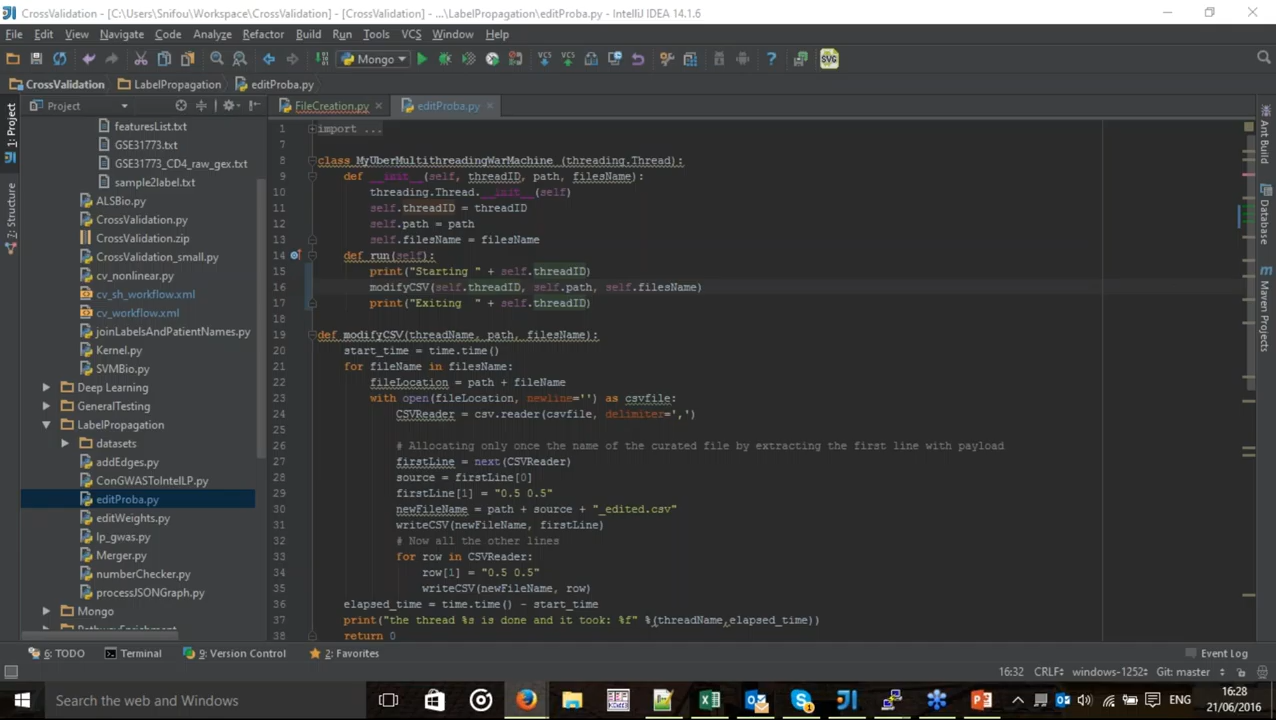 CrossValidation - [C:\Users\Snifou\Workspace\CrossValidation] - [CrossValidation] - ...\LabelPropagation\editProba.py - IntelliJ IDEA 14.1.6
File Edit View Navigate Code Analyze Refactor Build Run Tools VCS Window Help
Mongo VCS VCS ? SVG
CrossValidation LabelPropagation editProba.py
Project FileCreation.py editProba.py
1: Project
7: Structure
featuresList.txt
GSE31773.txt
GSE31773_CD4_raw_gex.txt
sample2label.txt
ALSBio.py
CrossValidation.py
CrossValidation.zip
CrossValidation_small.py
cv_nonlinear.py
cv_sh_workflow.xml
cv_workflow.xml
joinLabelsAndPatientNames.py
Kernel.py
SVMBio.py
Deep Learning
GeneralTesting
LabelPropagation
datasets
addEdges.py
ConGWASToIntelLP.py
editProba.py
editWeights.py
lp_gwas.py
Merger.py
numberChecker.py
processJSONGraph.py
Mongo
PathwayEnrichment
1 import ...
7
8 class MyUberMultithreadingWarMachine (threading.Thread):
9 def __init__(self, threadID, path, filesName):
10 threading.Thread.__init__(self)
11 self.threadID = threadID
12 self.path = path
13 self.filesName = filesName
14 def run(self):
15 print("Starting " + self.threadID)
16 modifyCSV(self.threadID, self.path, self.filesName)
17 print("Exiting  " + self.threadID)
18
19 def modifyCSV(threadName, path, filesName):
20 start_time = time.time()
21 for fileName in filesName:
22 fileLocation = path + fileName
23 with open(fileLocation, newline='') as csvfile:
24 CSVReader = csv.reader(csvfile, delimiter=',')
25
26 # Allocating only once the name of the curated file by extracting the first line with payload
27 firstLine = next(CSVReader)
28 source = firstLine[0]
29 firstLine[1] = "0.5 0.5"
30 newFileName = path + source + "_edited.csv"
31 writeCSV(newFileName, firstLine)
32 # Now all the other lines
33 for row in CSVReader:
34 row[1] = "0.5 0.5"
35 writeCSV(newFileName, row)
36 elapsed_time = time.time() - start_time
37 print("the thread %s is done and it took: %f" %(threadName,elapsed_time))
38 return 0
Ant Build
Database
Maven Projects
6: TODO Terminal 9: Version Control 2: Favorites Event Log
16:32 CRLF windows-1252 Git: master
Search the web and Windows
ENG
16:28
21/06/2016